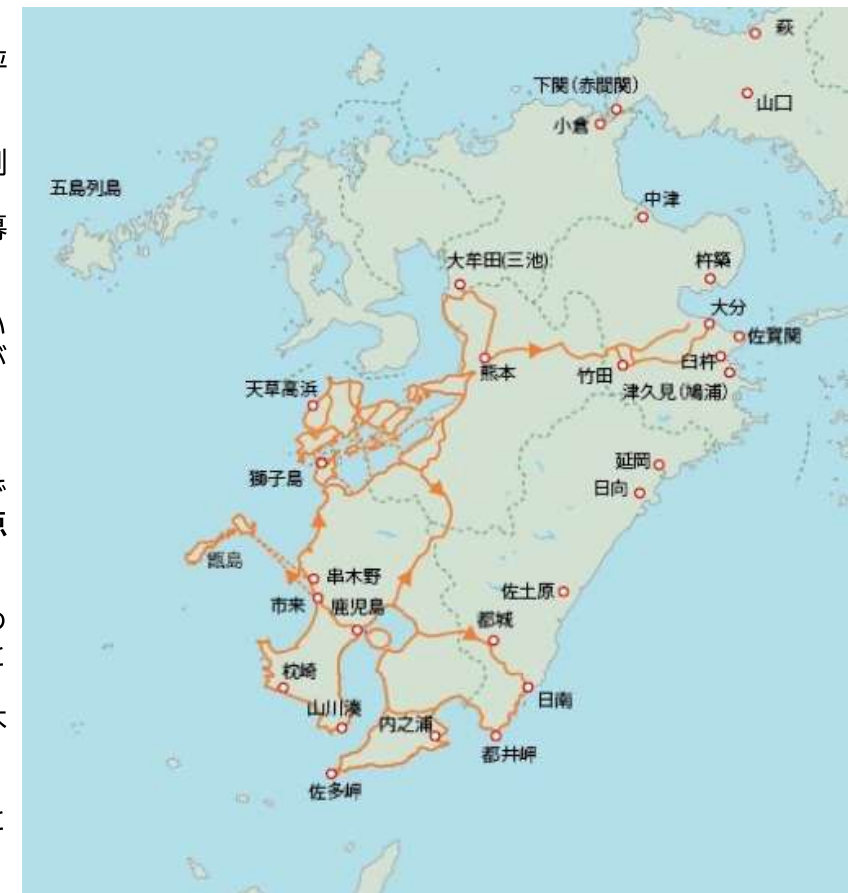 萩
下関(赤間関)
山口
小倉
五島列島
中津
大牟田(三池)
杵築
大分
佐賀関
熊本
竹田
臼杵
天草高浜
津久見(鳩浦)
延岡
獅子島
日向
甑島
串木野
佐土原
市来
鹿児島
都城
枕崎
日南
山川湊
内之浦
都井岬
佐多岬